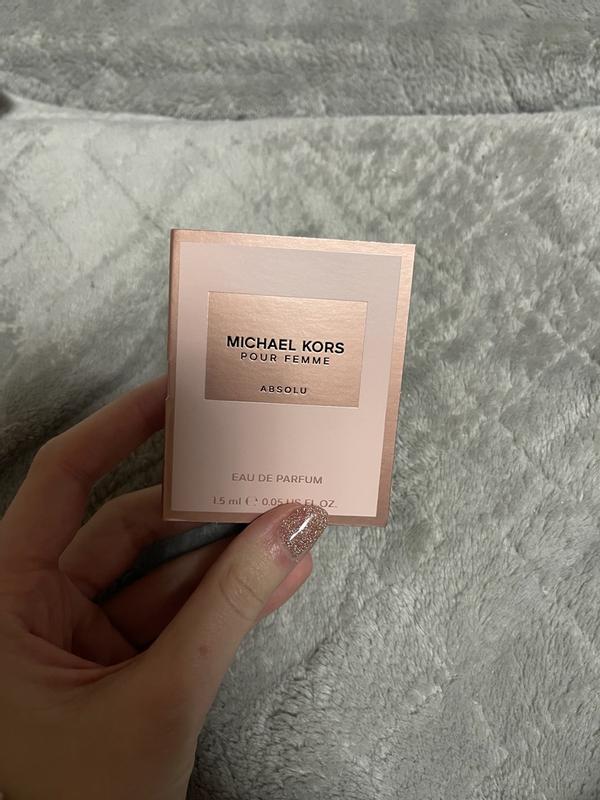 MICHAEL KORS
POUR FEMME
ABSOLU
EAU DE PARFUM
1.5 ml ℮ 0.05 US FL OZ.